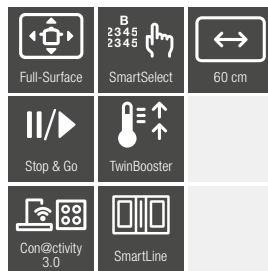 B
2345
2345
Full-Surface
SmartSelect
60 cm
Stop & Go
TwinBooster
Con@ctivity
3.0
SmartLine